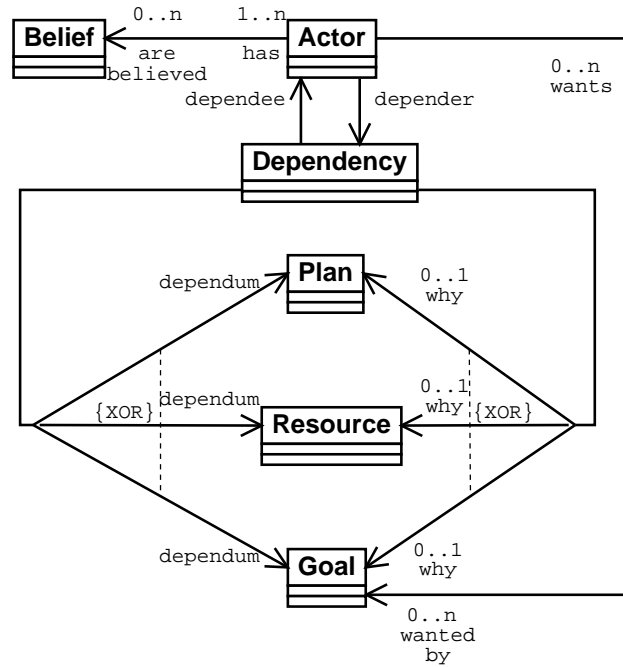 0..n
1..n
Belief
Actor
are
believed
has
0..n
wants
dependee
depender
Dependency
Plan
dependum
0..1
why
{XOR}
dependum
Resource
0..1
why
{XOR}
dependum
Goal
0..1
why
0..n
wanted
by